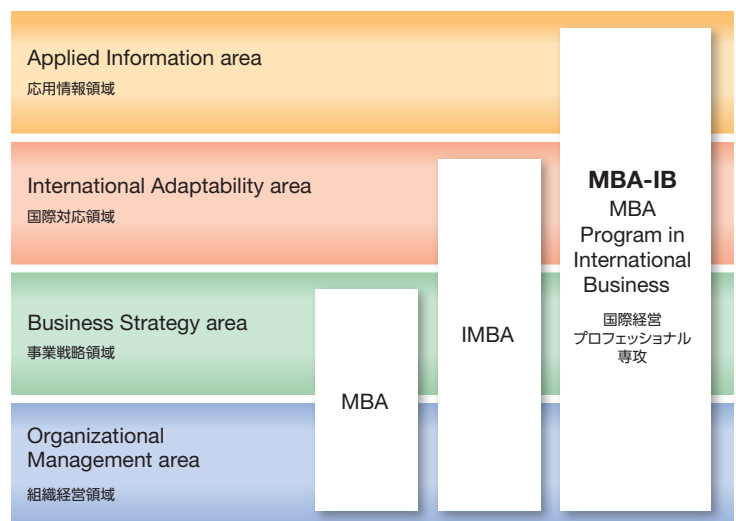 Applied Information area
応用情報領域
International Adaptability area
国際対応領域
Business Strategy area
事業戦略領域
Organizational
Management area
組織経営領域
MBA
IMBA
MBA-IB
MBA
Program in
International
Business
国際経営
プロフェッショナル
専攻